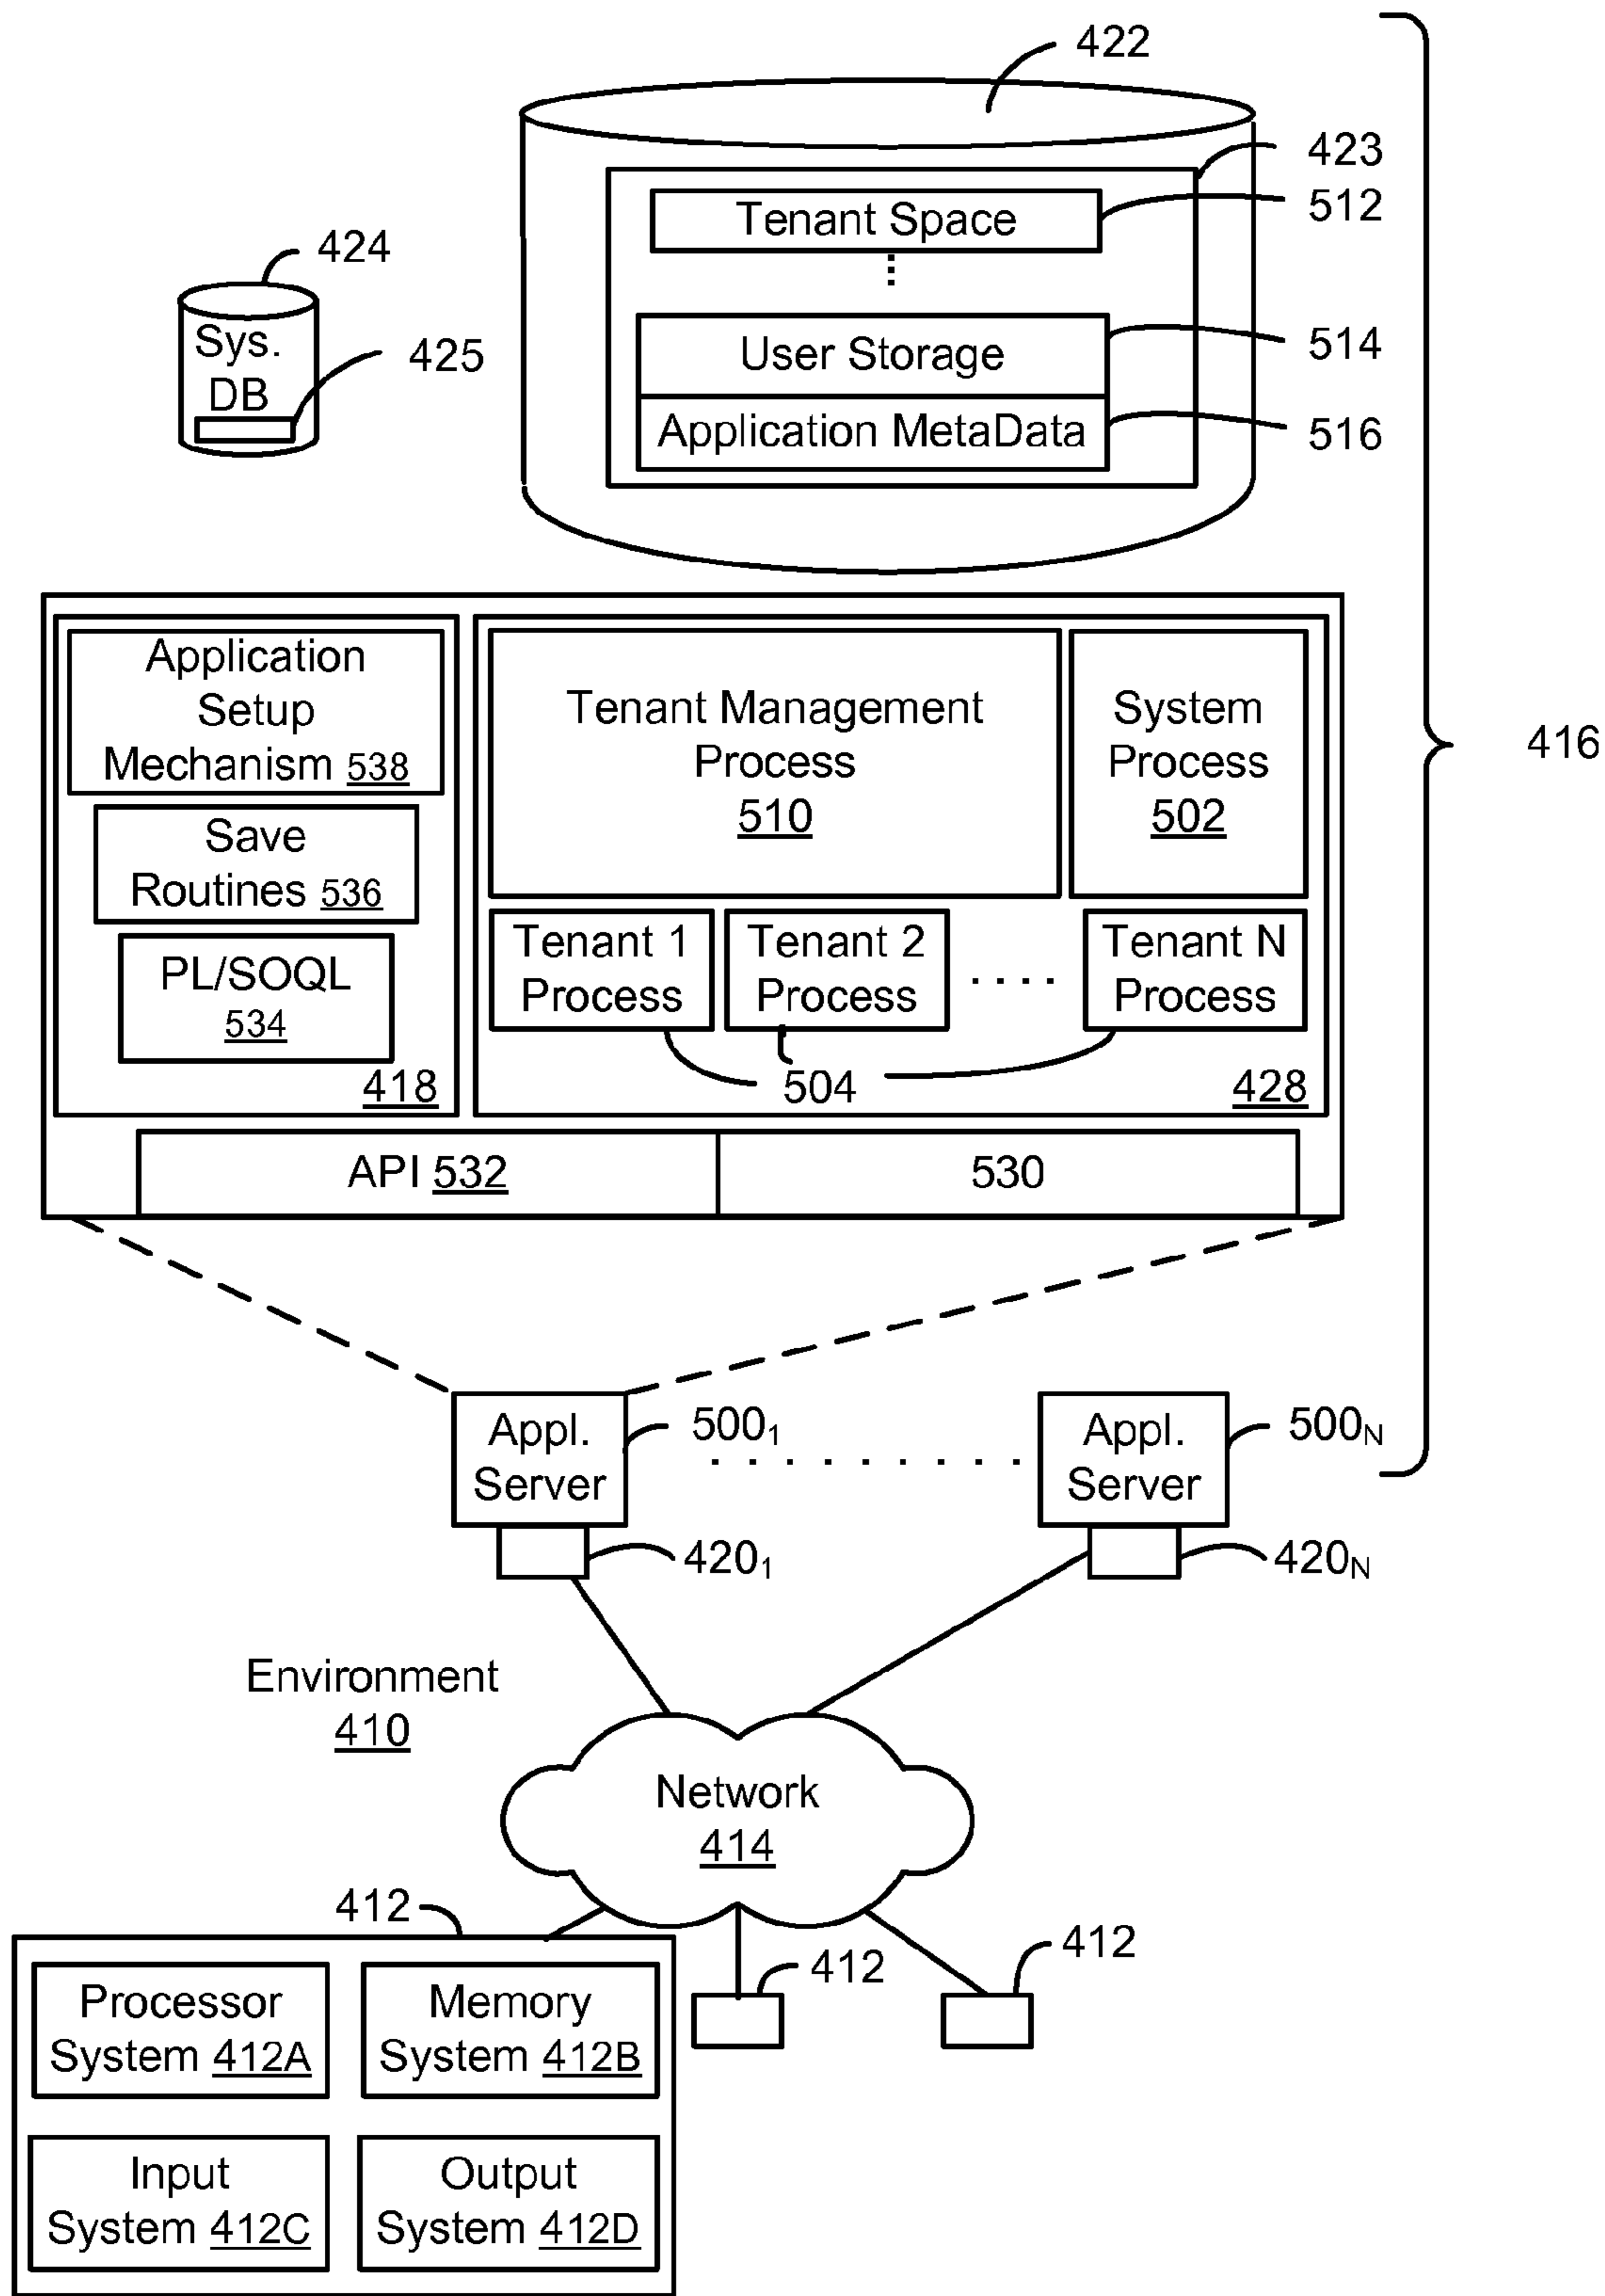 422
423
Tenant Space
512
424
Sys.
DB
425
User Storage
514
Application MetaData
516
Application
Setup
Mechanism 538
Tenant Management
Process
510
System
Process
502
416
Save
Routines 536
PL/SOQL
534
Tenant 1
Process
Tenant 2
Process
. . . .
Tenant N
Process
418
504
428
API 532
530
Appl.
Server
500₁
. . . . . . . . . .
Appl.
Server
500N
420₁
420N
Environment
410
Network
414
412
412
412
Processor
System 412A
Memory
System 412B
Input
System 412C
Output
System 412D